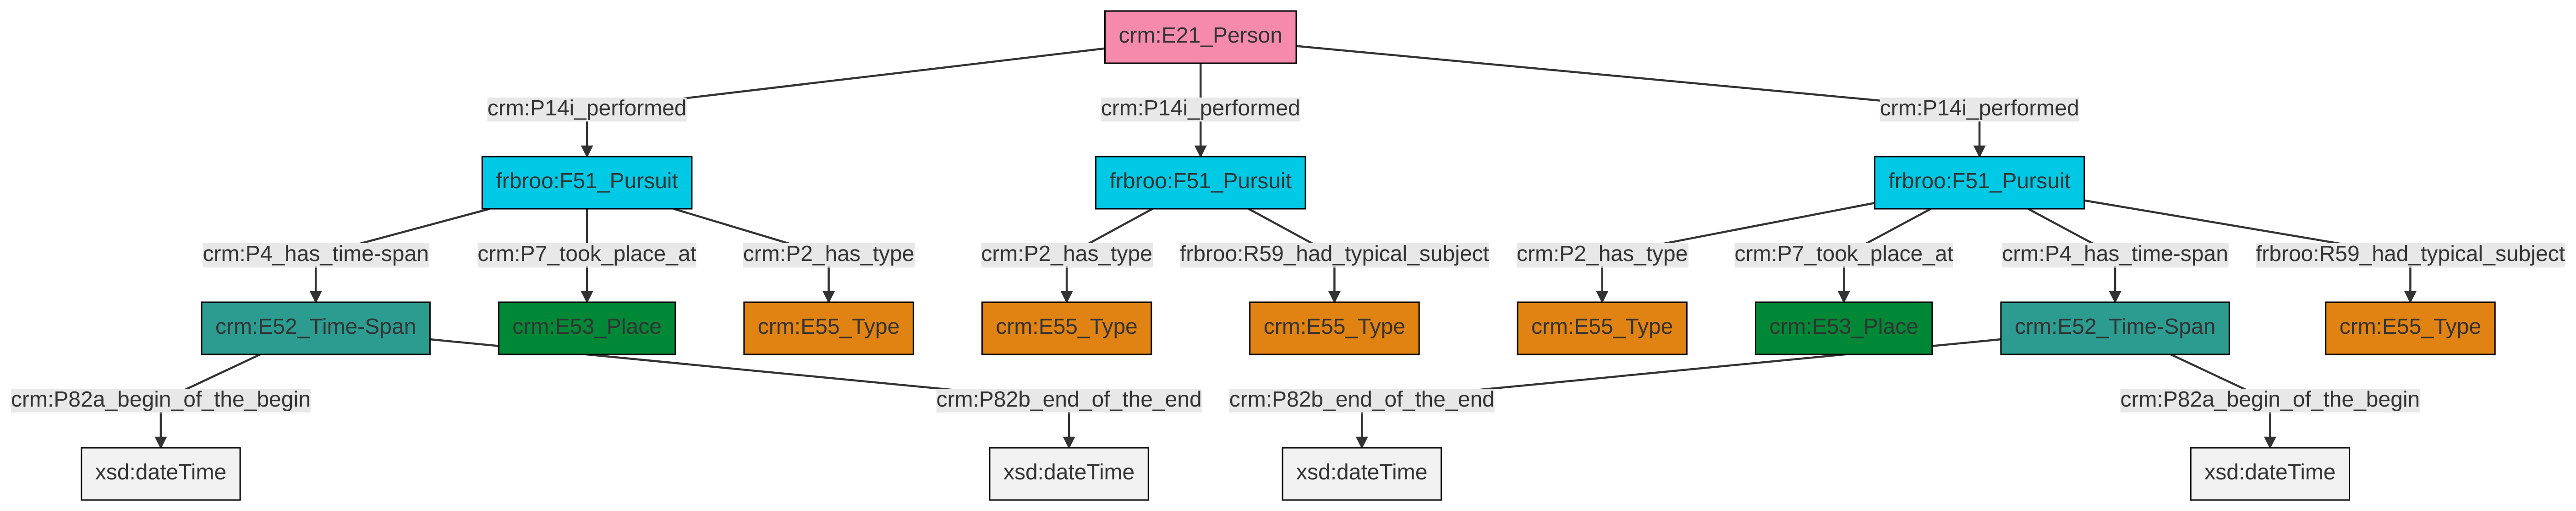 crm:E21_Person
crm:P14i_performed
crm:P14i_performed
crm:P14i_performed
frbroo:F51_Pursuit
frbroo:F51_Pursuit
frbroo:F51_Pursuit
crm:P4_has_time-span
crm:P7_took_place_at
crm:P2_has_type
crm:P2_has_type
frbroo:R59_had_typical_subject
crm:P2_has_type
crm:P7_took_place_at
crm:P4_has_time-span
frbroo:R59_had_typical_subject
crm:E52_Time-Span
crm:E53_Place
crm:E55_Type
crm:E55_Type
crm:E55_Type
crm:E55_Type
crm:E53_Place
crm:E52_Time-Span
crm:E55_Type
crm:P82a_begin_of_the_begin
crm:P82b_end_of_the_end
crm:P82b_end_of_the_end
crm:P82a_begin_of_the_begin
xsd:dateTime
xsd:dateTime
xsd:dateTime
xsd:dateTime